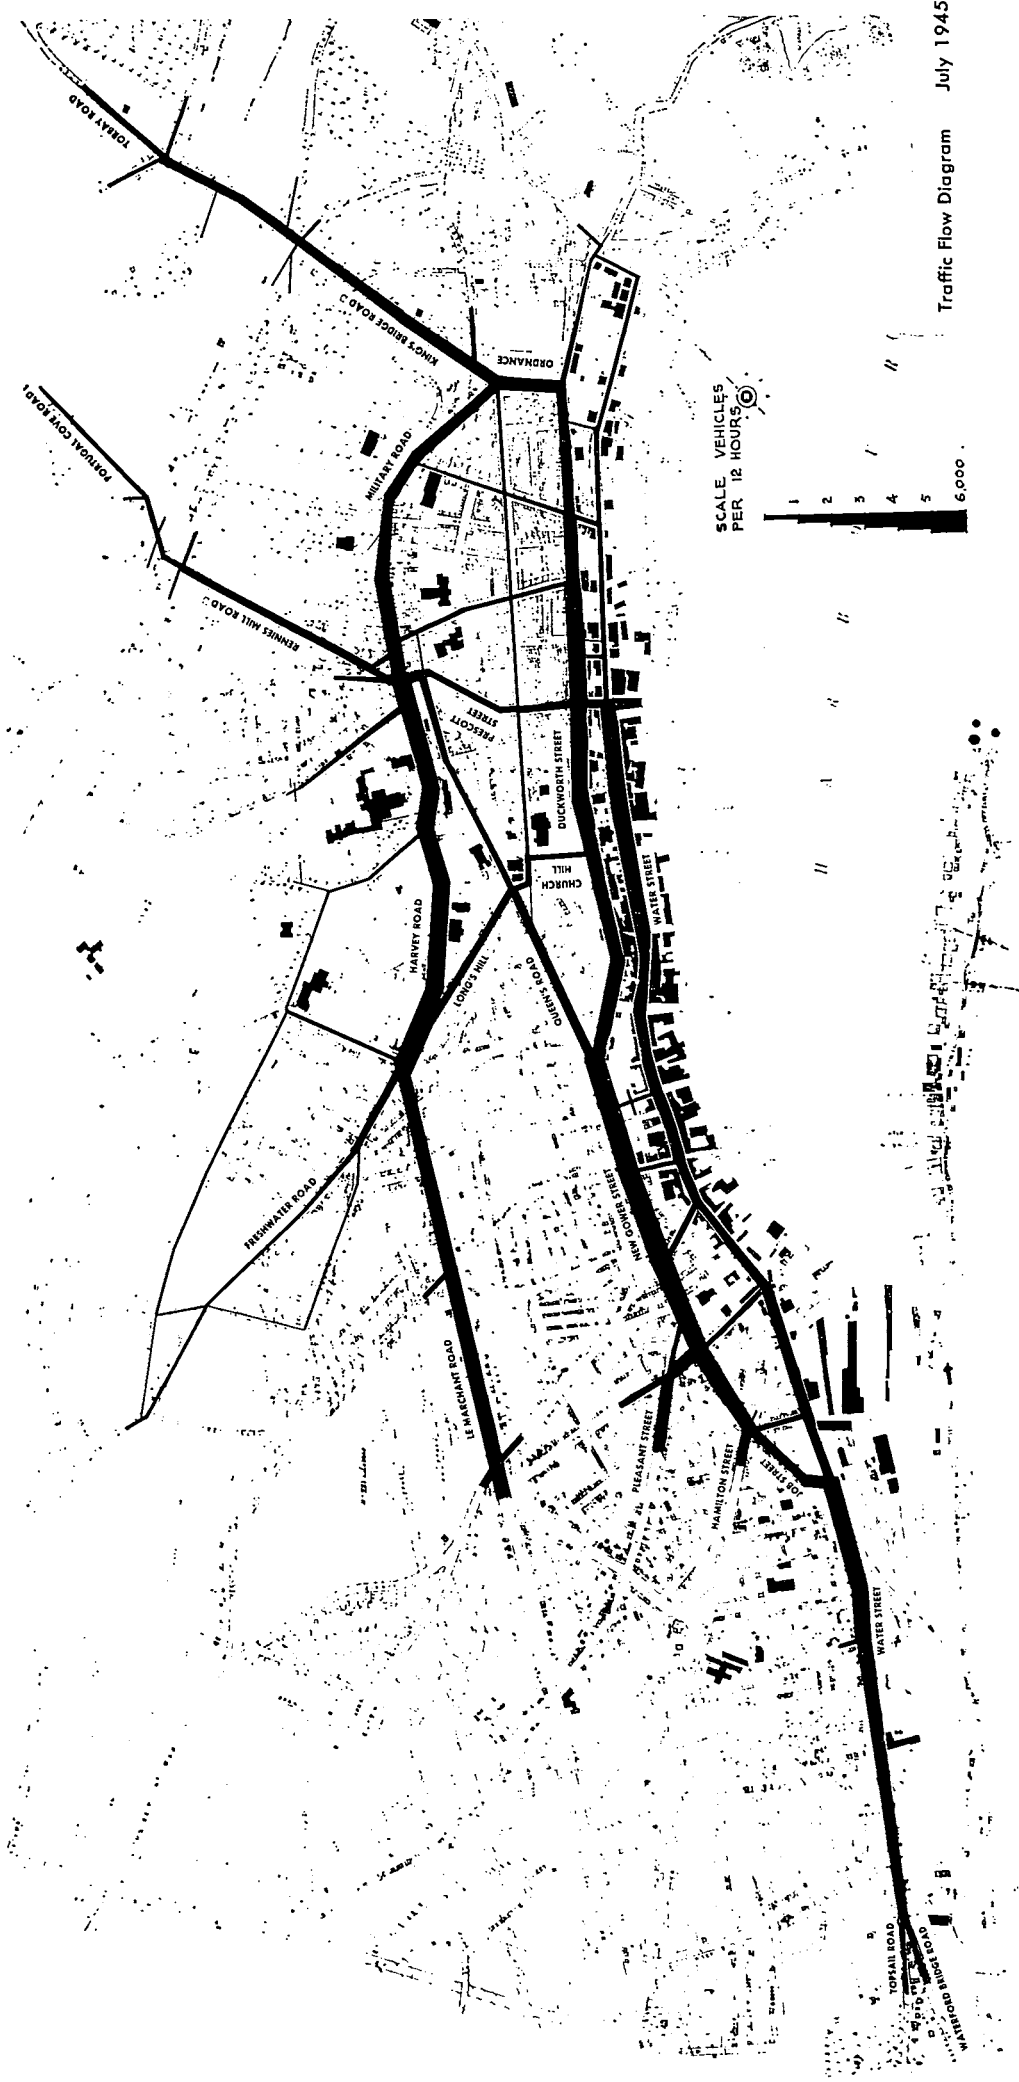 Traffic Flow Diagram July 1945
SCALE VEHICLES
PER 12 HOURS
1
2
3
4
5
6,000
TORBAY ROAD
KING'S BRIDGE ROAD
ORDNANCE
PORTUGAL COVE ROAD
MILITARY ROAD
RENNIES MILL ROAD
PRESCOTT
STREET
DUCKWORTH STREET
CHURCH
HILL
WATER STREET
HARVEY ROAD
LONG'S HILL
QUEEN'S ROAD
FRESHWATER ROAD
NEW GOWER STREET
LE MARCHANT ROAD
PLEASANT STREET
HAMILTON STREET
JOB STREET
WATER STREET
TOPSAIL ROAD
WATERFORD BRIDGE ROAD
H A R B O U R